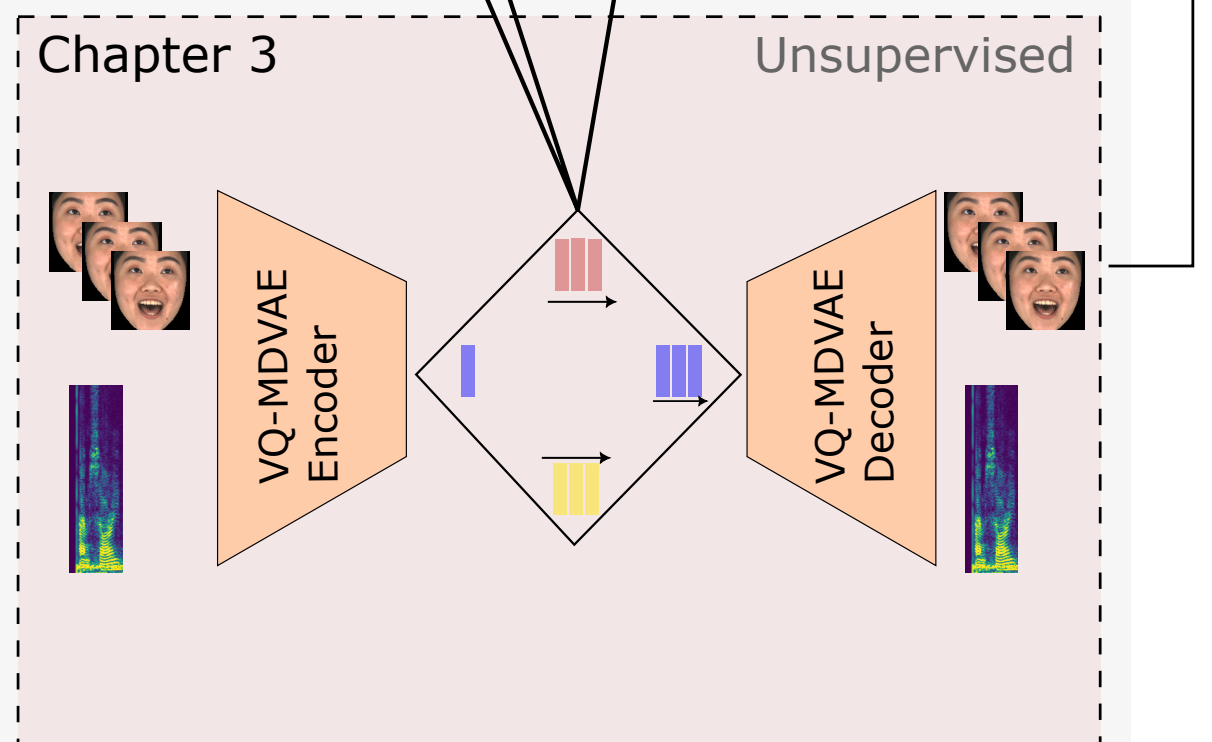 Chapter 3
Unsupervised
VQ-MDVAE
Encoder
VQ-MDVAE
Decoder